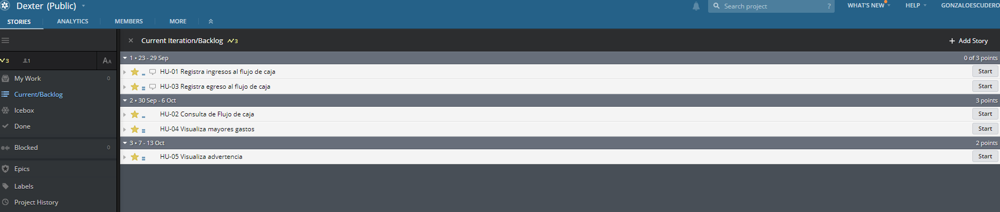 Dexter (Public)
Search project ?
WHAT'S NEW
HELP
GONZALOESCUDERO
STORIES
ANALYTICS
MEMBERS
MORE
Current Iteration/Backlog 3
+ Add Story
3
1
AA
My Work 0
Current/Backlog
Icebox
Done
Blocked 0
Epics
Labels
Project History
1 • 23 - 29 Sep 0 of 3 points
HU-01 Registra ingresos al flujo de caja Start
HU-03 Registra egreso al flujo de caja Start
2 • 30 Sep - 6 Oct 3 points
HU-02 Consulta de Flujo de caja Start
HU-04 Visualiza mayores gastos Start
3 • 7 - 13 Oct 2 points
HU-05 Visualiza advertencia Start